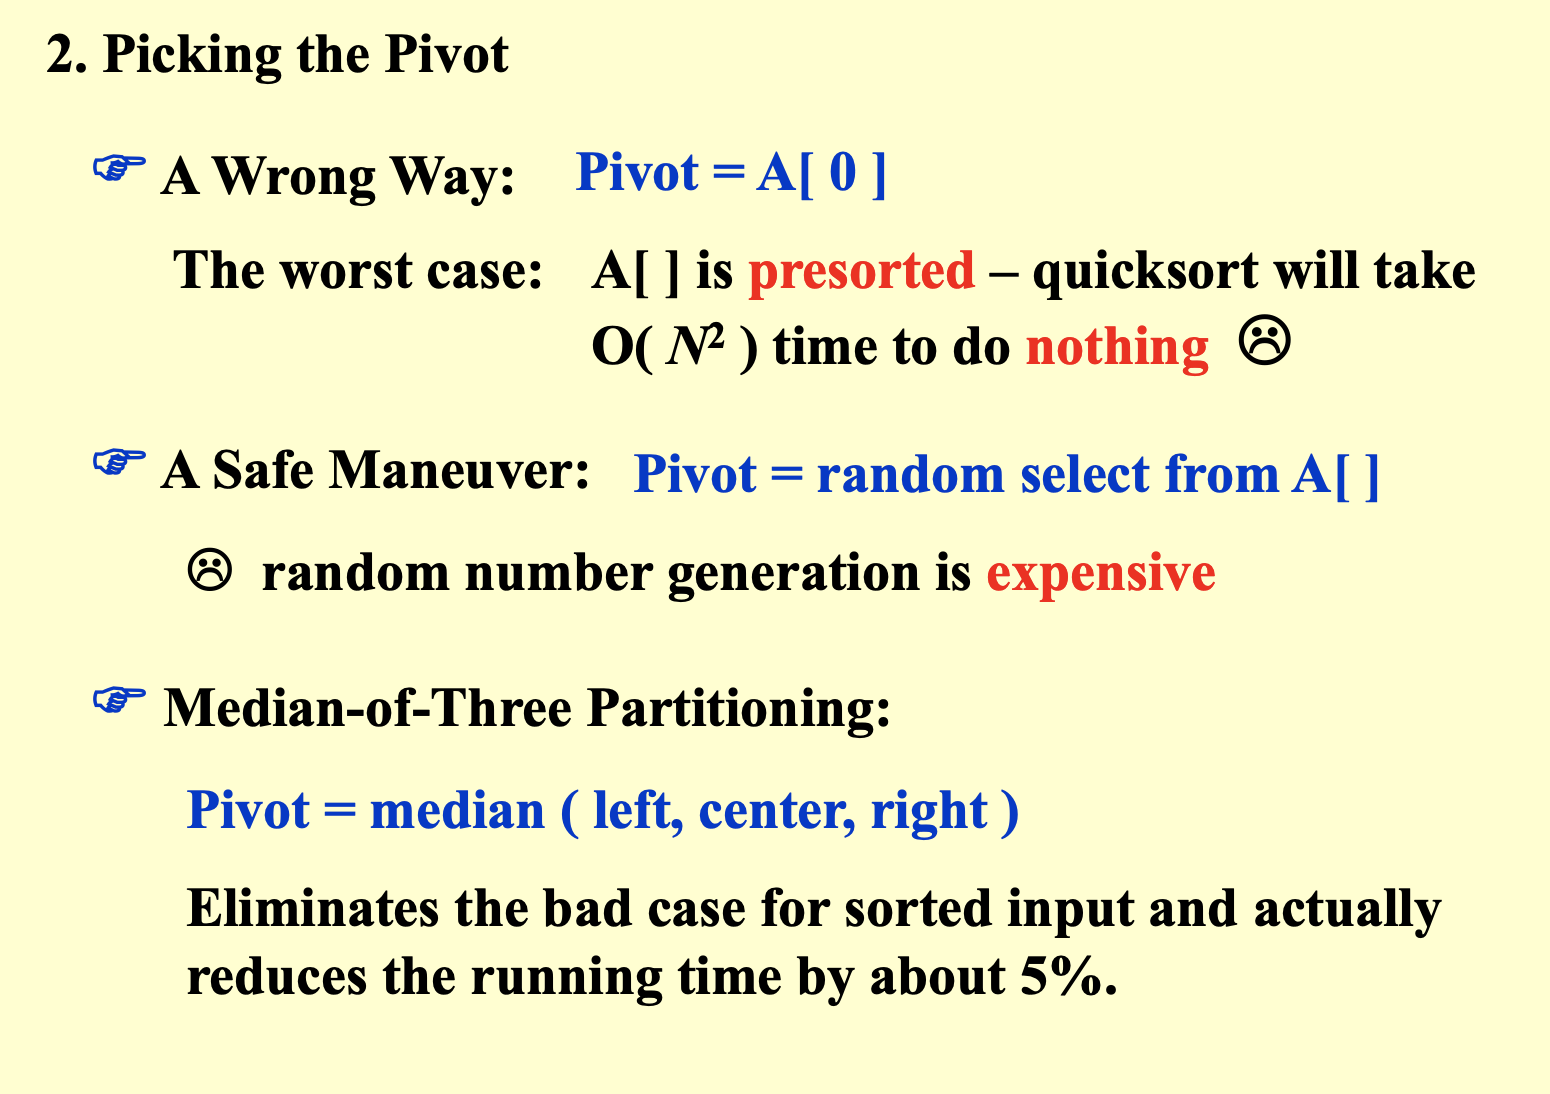 2. Picking the Pivot
☞ A Wrong Way: Pivot = A[ 0 ]
The worst case: A[ ] is presorted – quicksort will take
O( N² ) time to do nothing ☹
☞ A Safe Maneuver: Pivot = random select from A[ ]
☹ random number generation is expensive
☞ Median-of-Three Partitioning:
Pivot = median ( left, center, right )
Eliminates the bad case for sorted input and actually
reduces the running time by about 5%.